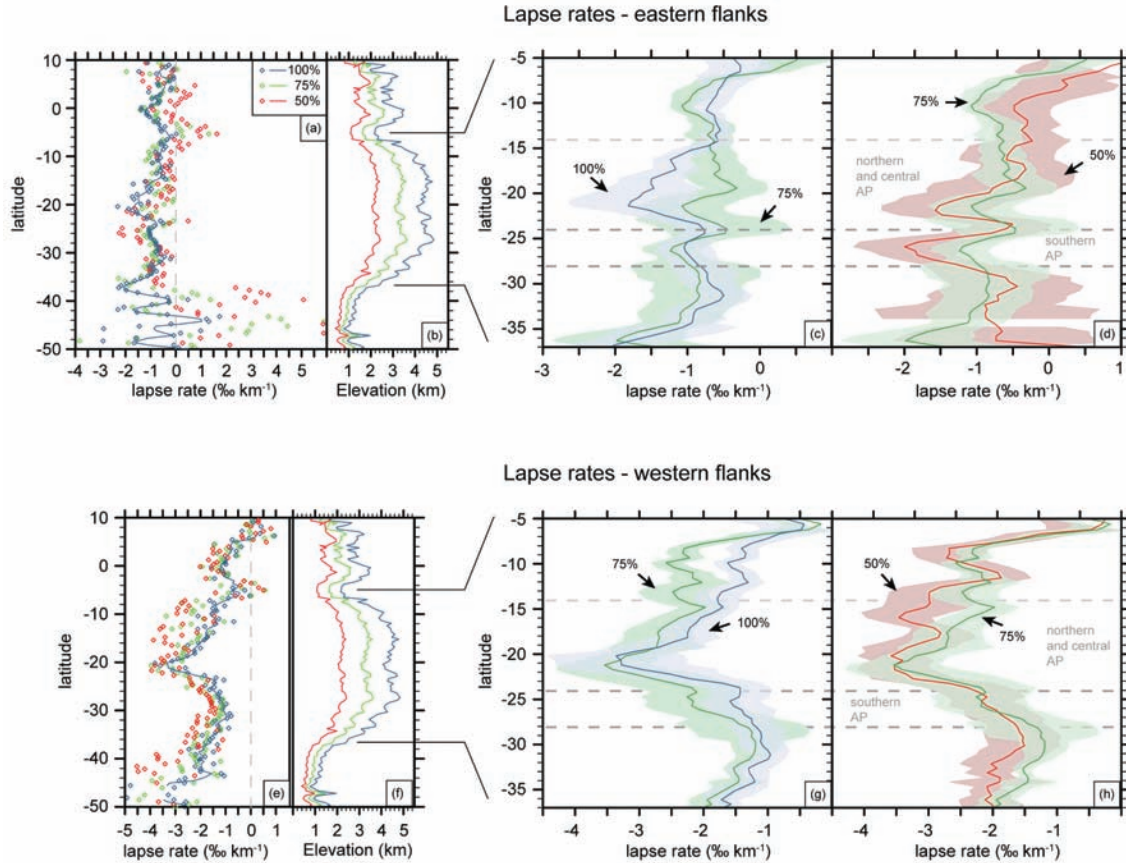 Lapse rates - eastern flanks
100%
75%
50%
(a)
10
0
-10
-20
-30
-40
-50
latitude
-4 -3 -2 -1 0 1 2 3 4 5
lapse rate (‰ km⁻¹)
(b)
1 2 3 4 5
Elevation (km)
-5
-10
-15
-20
-25
-30
-35
latitude
100%
75%
(c)
-3 -2 -1 0
lapse rate (‰ km⁻¹)
75%
50%
northern
and central
AP
southern
AP
(d)
-2 -1 0 1
lapse rate (‰ km⁻¹)
Lapse rates - western flanks
10
0
-10
-20
-30
-40
-50
latitude
(e)
-5 -4 -3 -2 -1 0 1
lapse rate (‰ km⁻¹)
(f)
1 2 3 4 5
Elevation (km)
-5
-10
-15
-20
-25
-30
-35
latitude
75%
100%
(g)
-4 -3 -2 -1
lapse rate (‰ km⁻¹)
50%
75%
northern
and central
AP
southern
AP
(h)
-4 -3 -2 -1
lapse rate (‰ km⁻¹)